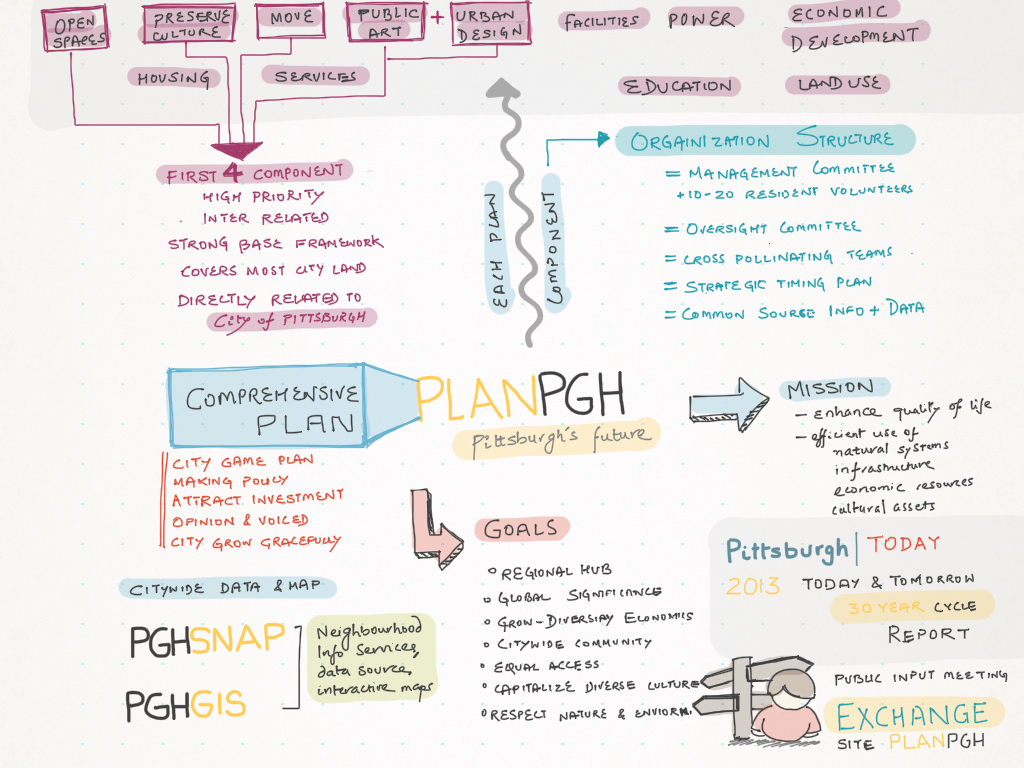 OPEN
SPACES
PRESERVE
CULTURE
MOVE
PUBLIC
ART
+
URBAN
DESIGN
FACILITIES
POWER
ECONOMIC
DEVELOPMENT
HOUSING
SERVICES
EDUCATION
LAND USE
FIRST 4 COMPONENT
HIGH PRIORITY
INTER RELATED
STRONG BASE FRAMEWORK
COVERS MOST CITY LAND
DIRECTLY RELATED TO
CITY OF PITTSBURGH
EACH PLAN
COMPONENT
ORGAINIZATION STRUCTURE
= MANAGEMENT COMMITTEE
+10-20 RESIDENT VOLUNTEERS
= OVERSIGHT COMMITTEE
= CROSS POLLINATING TEAMS
= STRATEGIC TIMING PLAN
= COMMON SOURCE INFO + DATA
COMPREHENSIVE
PLAN
PLANPGH
Pittsburgh's future
MISSION
- enhance quality of life
- efficient use of
natural systems
infrastructure
economic resources
cultural assets
CITY GAME PLAN
MAKING POLICY
ATTRACT INVESTMENT
OPINION & VOICED
CITY GROW GRACEFULLY
CITYWIDE DATA & MAP
PGHSNAP
PGHGIS
Neighbourhood
Info Services,
data source,
interactive maps
GOALS
° REGIONAL HUB
° GLOBAL SIGNIFICANCE
° GROW-DIVERSIFY ECONOMICS
° CITYWIDE COMMUNITY
° EQUAL ACCESS
° CAPITALIZE DIVERSE CULTURE
° RESPECT NATURE & ENVIORN.
Pittsburgh | TODAY
2013 TODAY & TOMORROW
30 YEAR CYCLE
REPORT
PUBLIC INPUT MEETING
EXCHANGE
SITE PLANPGH